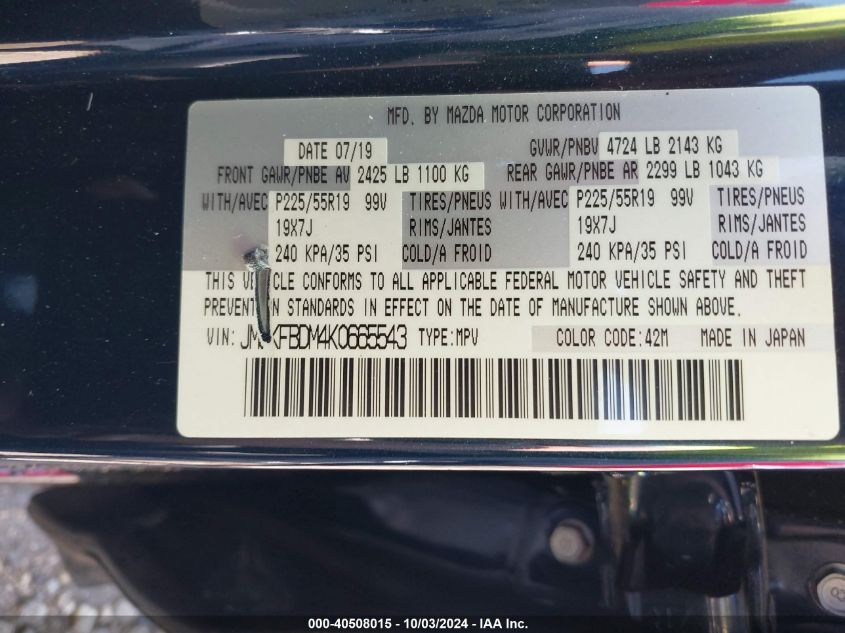 MFD. BY MAZDA MOTOR CORPORATION
DATE 07/19 GVWR/PNBV 4724 LB 2143 KG
FRONT GAWR/PNBE AV 2425 LB 1100 KG REAR GAWR/PNBE AR 2299 LB 1043 KG
WITH/AVEC P225/55R19 99V TIRES/PNEUS WITH/AVEC P225/55R19 99V TIRES/PNEUS
19X7J RIMS/JANTES 19X7J RIMS/JANTES
240 KPA/35 PSI COLD/A FROID 240 KPA/35 PSI COLD/A FROID
THIS VEHICLE CONFORMS TO ALL APPLICABLE FEDERAL MOTOR VEHICLE SAFETY AND THEFT
PREVENTION STANDARDS IN EFFECT ON THE DATE OF MANUFACTURE SHOWN ABOVE.
VIN: TYPE:MPV COLOR CODE:42M MADE IN JAPAN
000-40508015 - 10/03/2024 - IAA Inc.